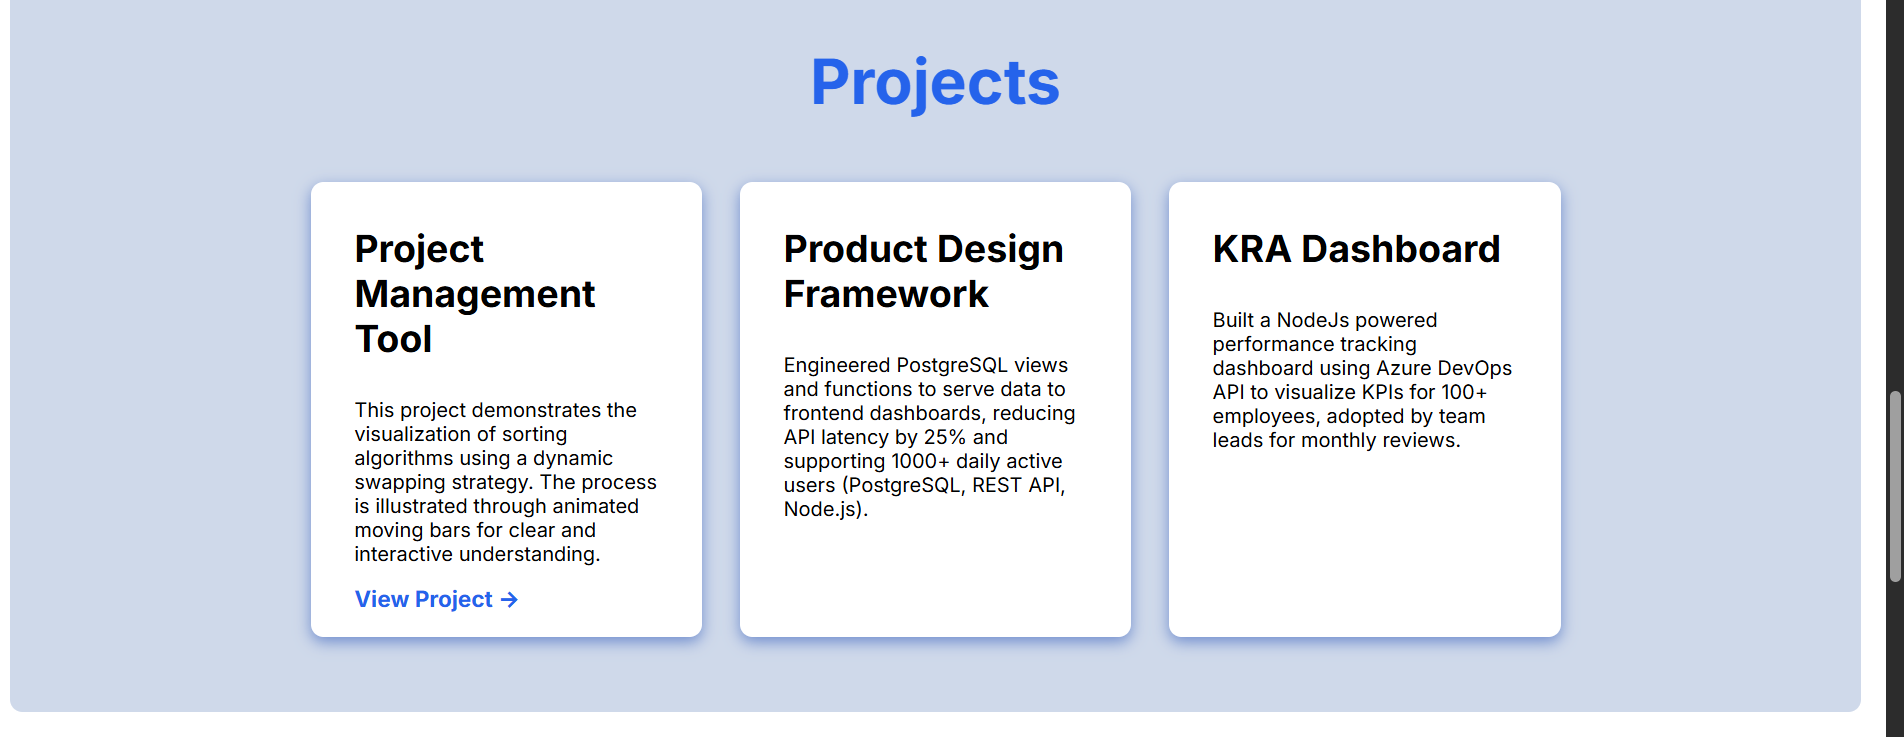 Projects
Project
Management
Tool
This project demonstrates the
visualization of sorting
algorithms using a dynamic
swapping strategy. The process
is illustrated through animated
moving bars for clear and
interactive understanding.
View Project →
Product Design
Framework
Engineered PostgreSQL views
and functions to serve data to
frontend dashboards, reducing
API latency by 25% and
supporting 1000+ daily active
users (PostgreSQL, REST API,
Node.js).
KRA Dashboard
Built a NodeJs powered
performance tracking
dashboard using Azure DevOps
API to visualize KPIs for 100+
employees, adopted by team
leads for monthly reviews.